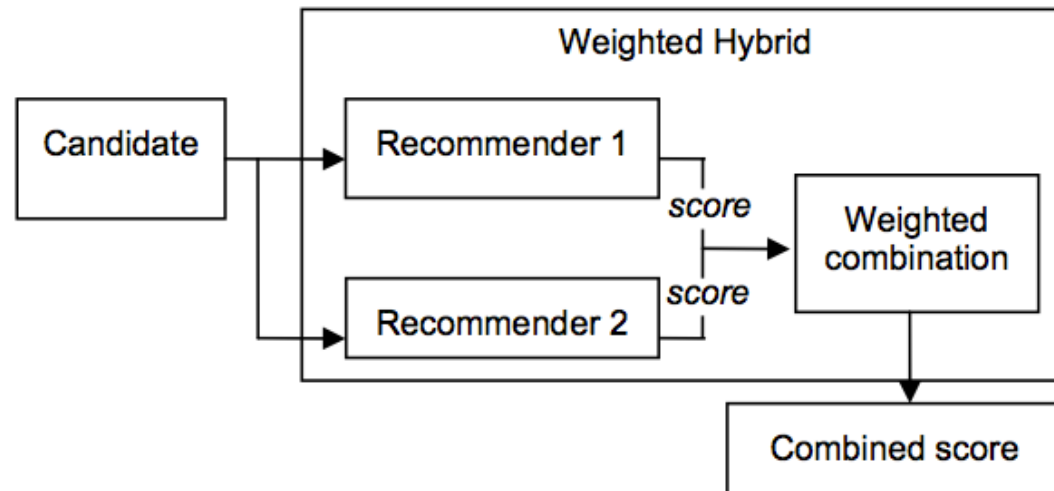 Weighted Hybrid
Candidate
Recommender 1
score
Weighted
combination
score
Recommender 2
Combined score